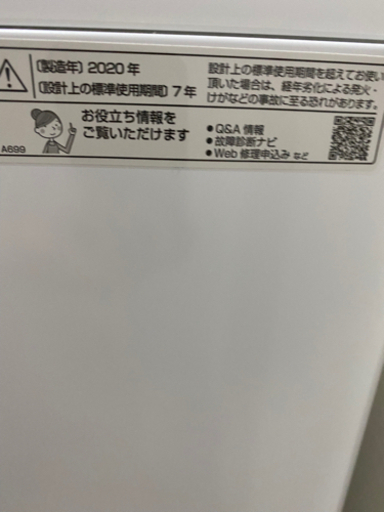 〔製造年〕2020年
〔設計上の標準使用期間〕7年
設計上の標準使用期間を超えてお使い
頂いた場合は、経年劣化による発火・
けがなどの事故に至る恐れがあります。
お役立ち情報を
ご覧いただけます
●Q&A 情報
●故障診断ナビ
●Web 修理申込み など
A699